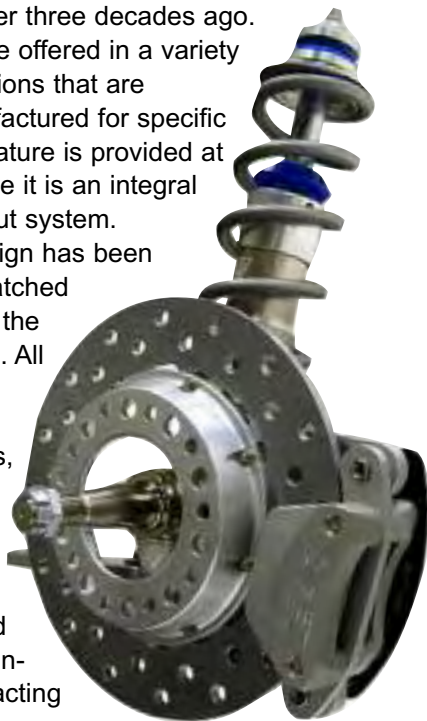 er three decades ago.
e offered in a variety
ions that are
factured for specific
ature is provided at
e it is an integral
ut system.
ign has been
atched
the
. All
s,
d
n-
acting